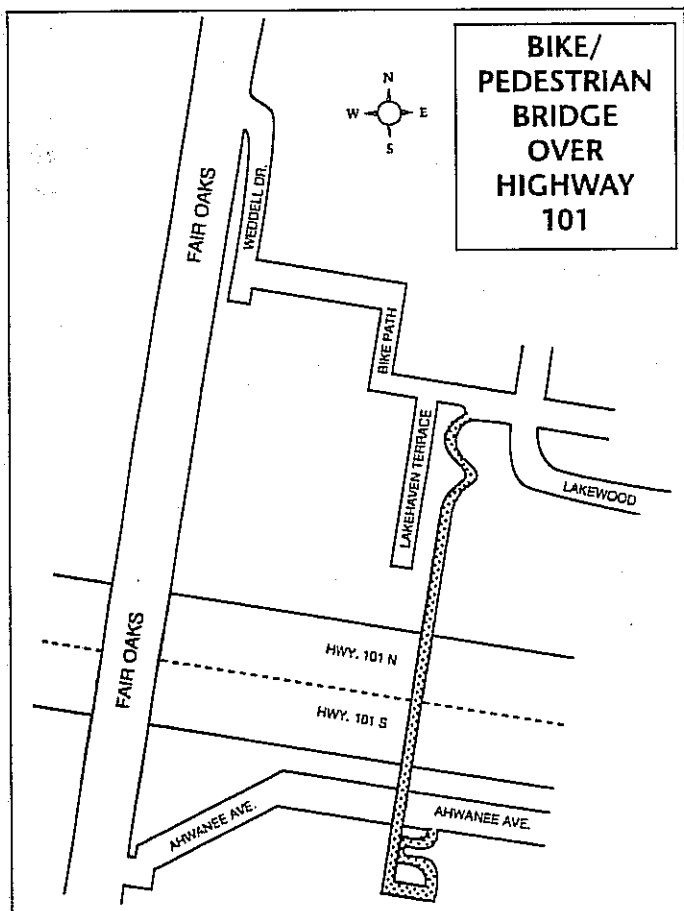 BIKE/
PEDESTRIAN
BRIDGE
OVER
HIGHWAY
101
N
W E
S
FAIR OAKS
WEDDELL DR.
BIKE PATH
LAKEHAVEN TERRACE
LAKEWOOD
HWY. 101 N
FAIR OAKS
HWY. 101 S
AHWANEE AVE.
AHWANEE AVE.